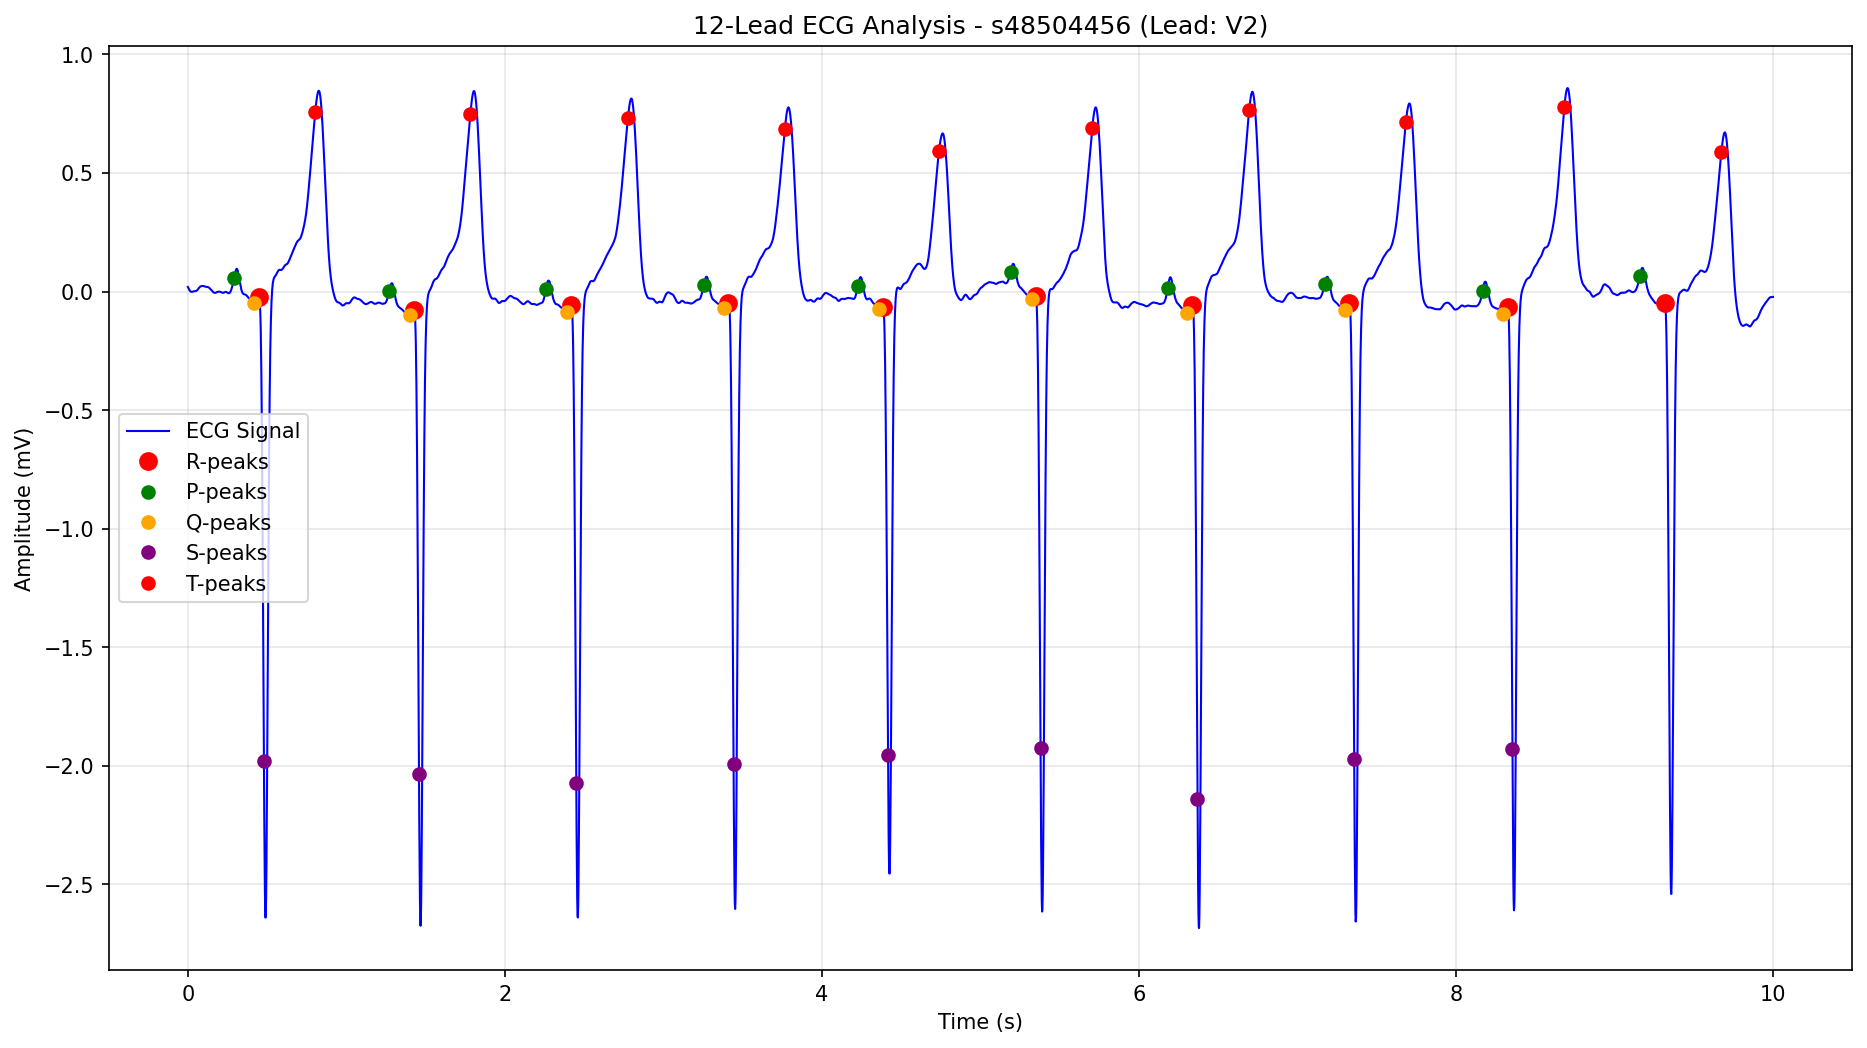 12-Lead ECG Analysis - s48504456 (Lead: V2)
Amplitude (mV)
1.0
0.5
0.0
−0.5
−1.0
−1.5
−2.0
−2.5
ECG Signal
R-peaks
P-peaks
Q-peaks
S-peaks
T-peaks
0 2 4 6 8 10
Time (s)